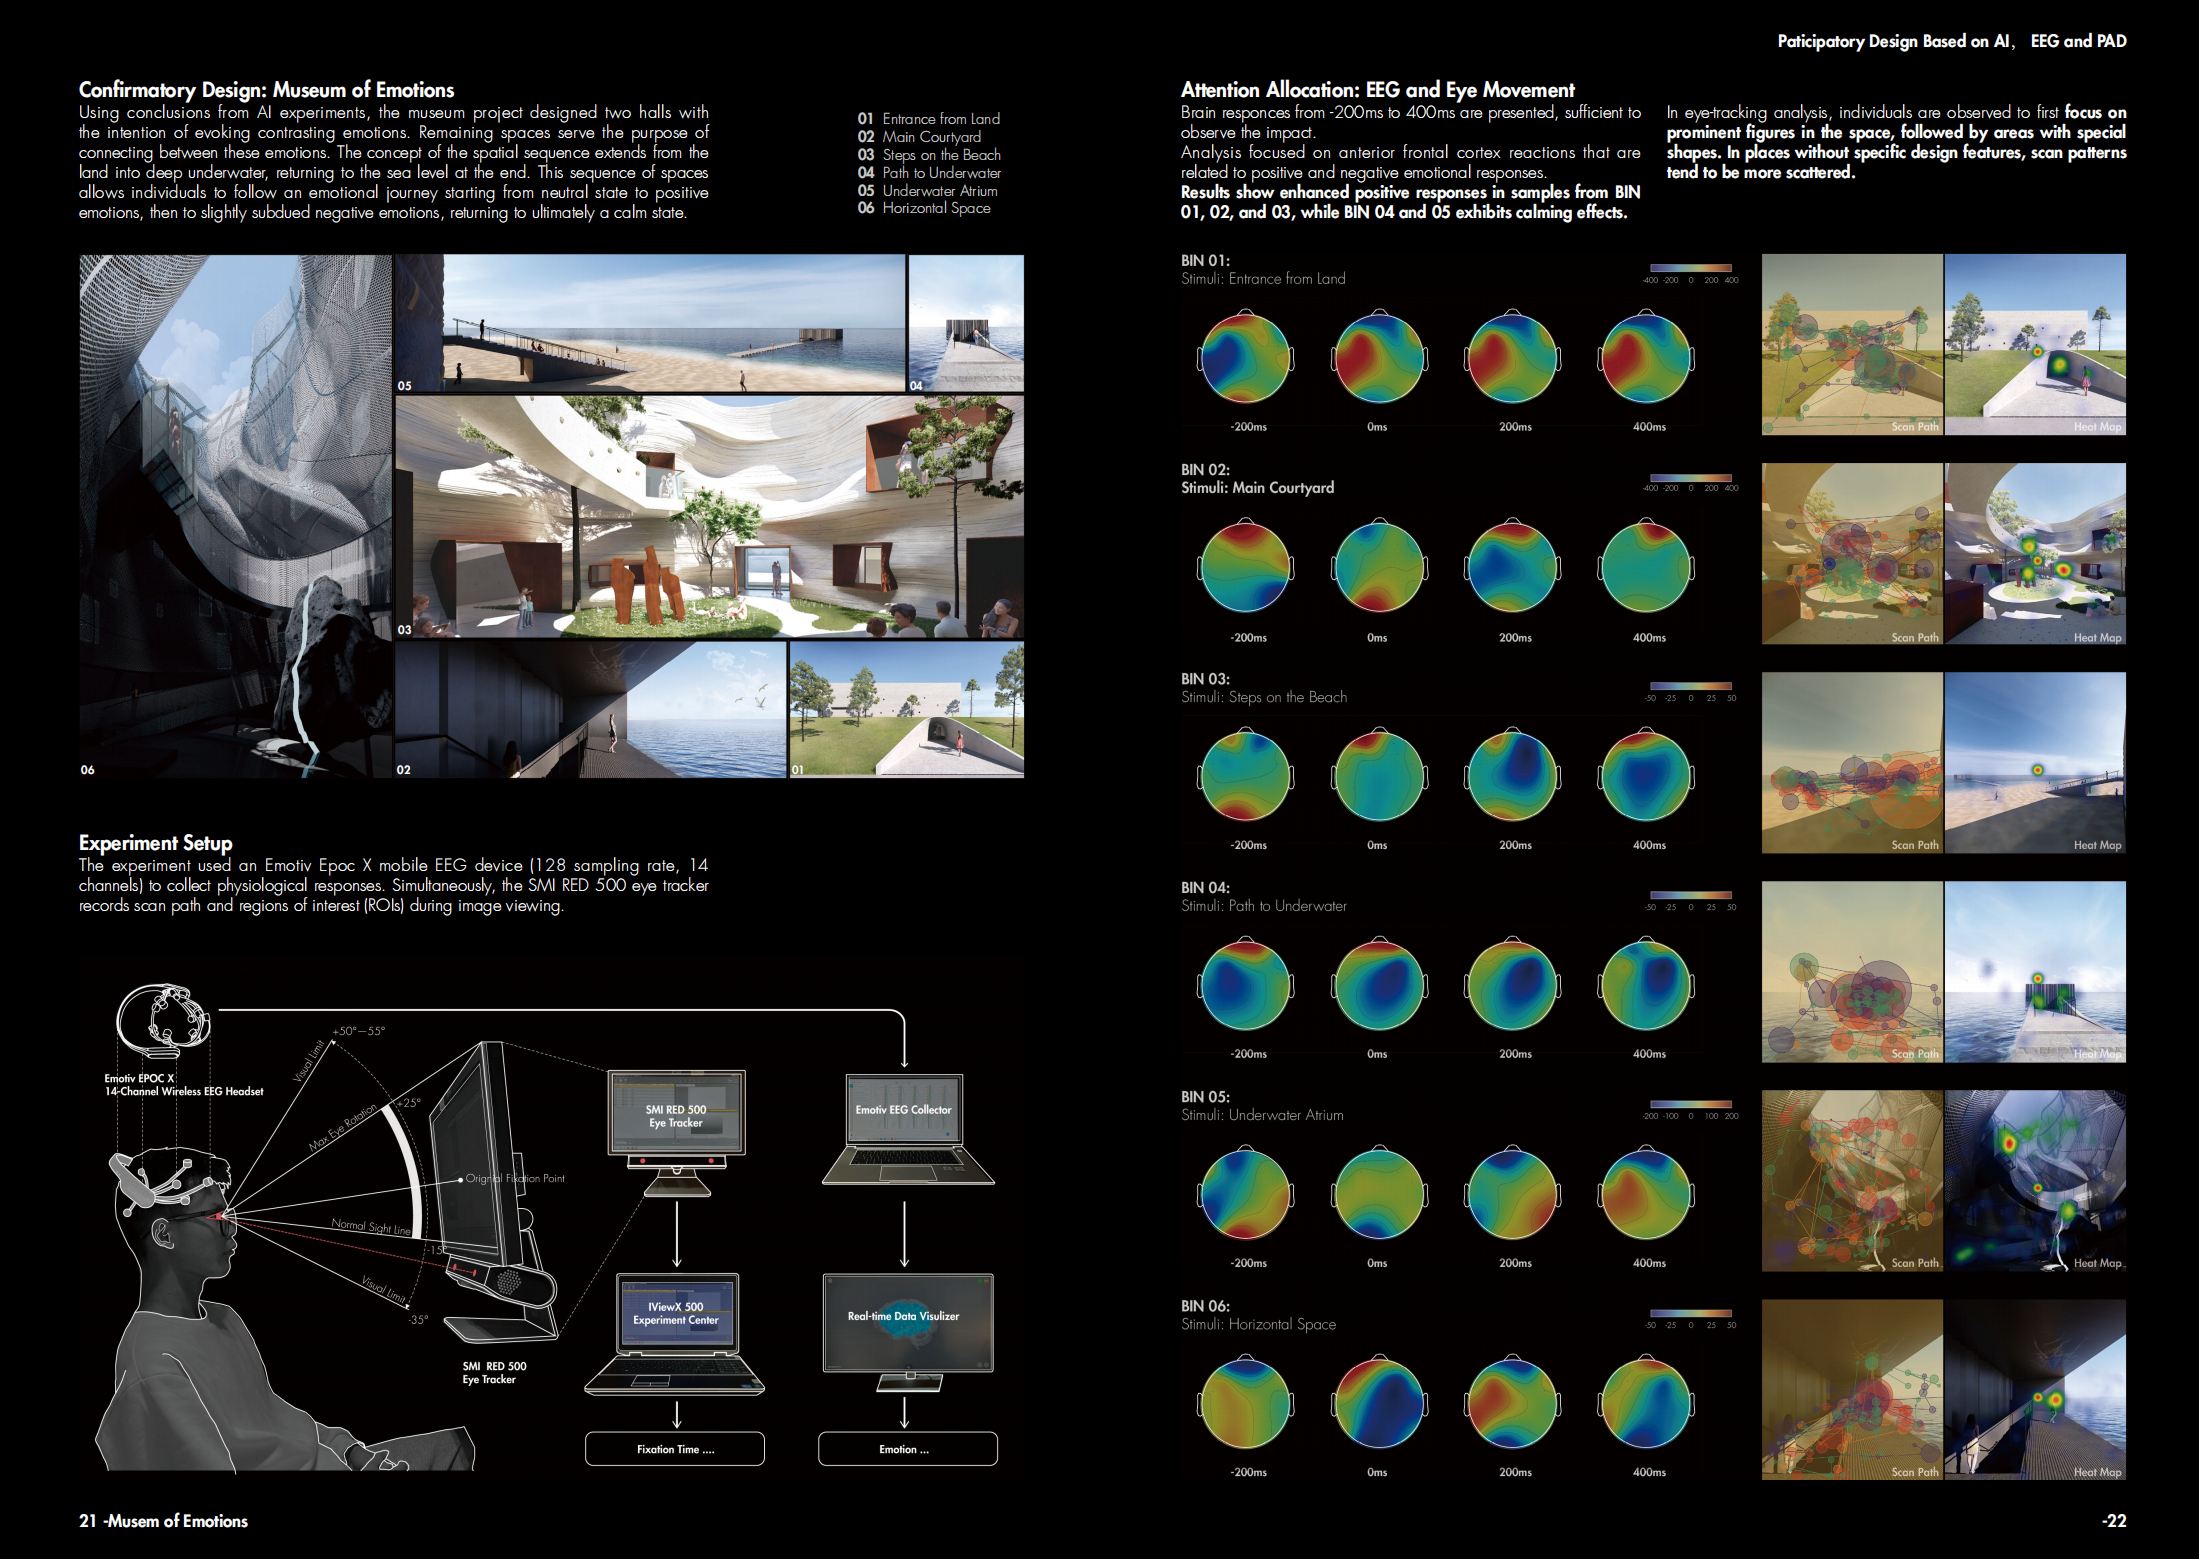 Paticipatory Design Based on AI, EEG and PAD
Confirmatory Design: Museum of Emotions
Using conclusions from AI experiments, the museum project designed two halls with
the intention of evoking contrasting emotions. Remaining spaces serve the purpose of
connecting between these emotions. The concept of the spatial sequence extends from the
land into deep underwater, returning to the sea level at the end. This sequence of spaces
allows individuals to follow an emotional journey starting from neutral state to positive
emotions, then to slightly subdued negative emotions, returning to ultimately a calm state.
01 Entrance from Land
02 Main Courtyard
03 Steps on the Beach
04 Path to Underwater
05 Underwater Atrium
06 Horizontal Space
05
04
03
06
02
01
Experiment Setup
The experiment used an Emotiv Epoc X mobile EEG device (128 sampling rate, 14
channels) to collect physiological responses. Simultaneously, the SMI RED 500 eye tracker
records scan path and regions of interest (ROIs) during image viewing.
Emotiv EPOC X
14-Channel Wireless EEG Headset
+50°—55°
Visual Limit
Max Eye Rotation
+25°
Original Fixation Point
Normal Sight Line
-15°
Visual Limit
-35°
SMI RED 500
Eye Tracker
SMI RED 500
Eye Tracker
Emotiv EEG Collector
IViewX 500
Experiment Center
Real-time Data Visulizer
Fixation Time ....
Emotion ...
21 -Musem of Emotions
Attention Allocation: EEG and Eye Movement
Brain responces from -200ms to 400ms are presented, sufficient to
observe the impact.
Analysis focused on anterior frontal cortex reactions that are
related to positive and negative emotional responses.
Results show enhanced positive responses in samples from BIN
01, 02, and 03, while BIN 04 and 05 exhibits calming effects.
In eye-tracking analysis, individuals are observed to first focus on
prominent figures in the space, followed by areas with special
shapes. In places without specific design features, scan patterns
tend to be more scattered.
BIN 01:
Stimuli: Entrance from Land
-400 -200 0 200 400
-200ms 0ms 200ms 400ms
Scan Path
Heat Map
BIN 02:
Stimuli: Main Courtyard
-400 -200 0 200 400
-200ms 0ms 200ms 400ms
Scan Path
Heat Map
BIN 03:
Stimuli: Steps on the Beach
-50 -25 0 25 50
-200ms 0ms 200ms 400ms
Scan Path
Heat Map
BIN 04:
Stimuli: Path to Underwater
-50 -25 0 25 50
-200ms 0ms 200ms 400ms
Scan Path
Heat Map
BIN 05:
Stimuli: Underwater Atrium
-200 -100 0 100 200
-200ms 0ms 200ms 400ms
Scan Path
Heat Map
BIN 06:
Stimuli: Horizontal Space
-50 -25 0 25 50
-200ms 0ms 200ms 400ms
Scan Path
Heat Map
-22